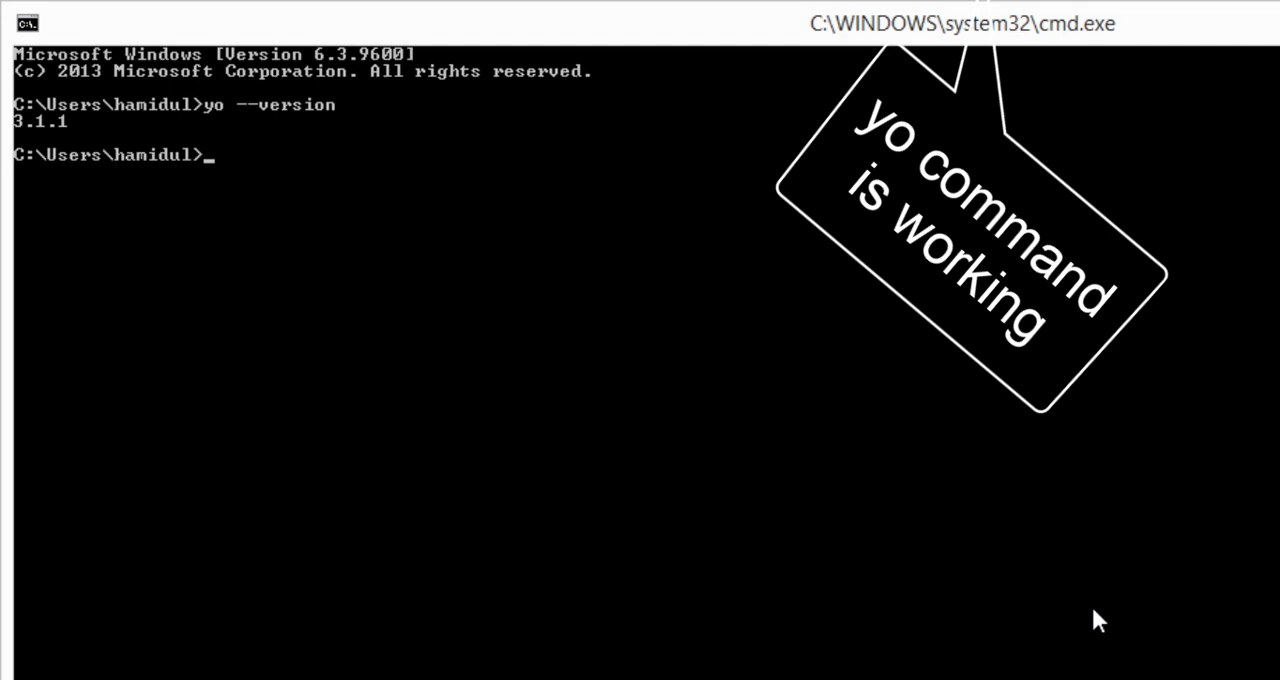 C:\WINDOWS\system32\cmd.exe
Microsoft Windows [Version 6.3.9600]
(c) 2013 Microsoft Corporation. All rights reserved.
C:\Users\hamidul>yo --version
3.1.1
C:\Users\hamidul>_
yo command
is working